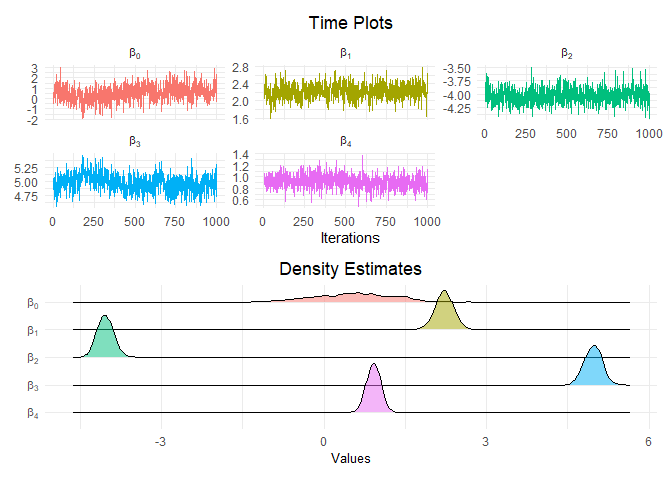 Time Plots
β₀ β₁ β₂
3 2 1 0 -1 -2
2.8 2.4 2.0 1.6
-3.50 -3.75 -4.00 -4.25
0 250 500 750 1000
β₃ β₄
5.25 5.00 4.75
1.4 1.2 1.0 0.8 0.6
0 250 500 750 1000 0 250 500 750 1000
Iterations
Density Estimates
β₀
β₁
β₂
β₃
β₄
-3 0 3 6
Values